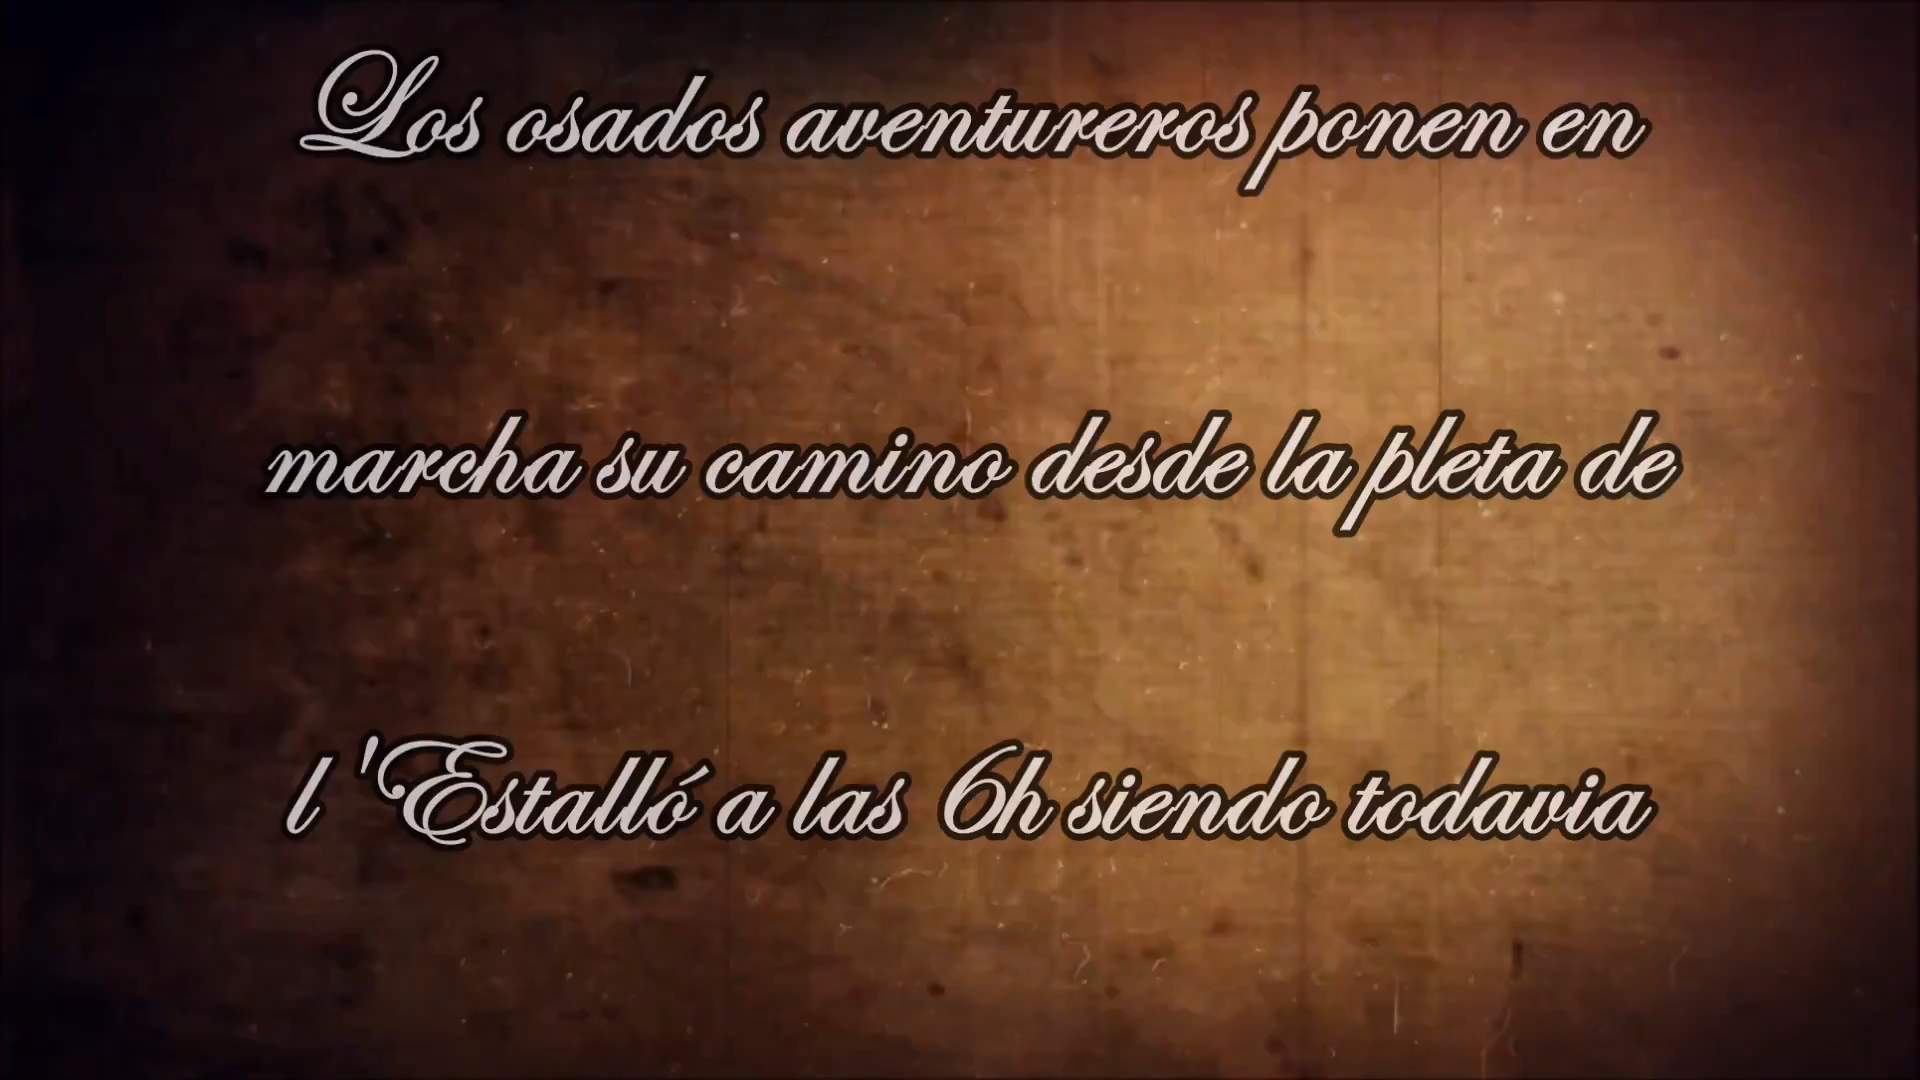 Los osados aventureros ponen en
marcha su camino desde la pleta de
l'Estalló a las 6h siendo todavia